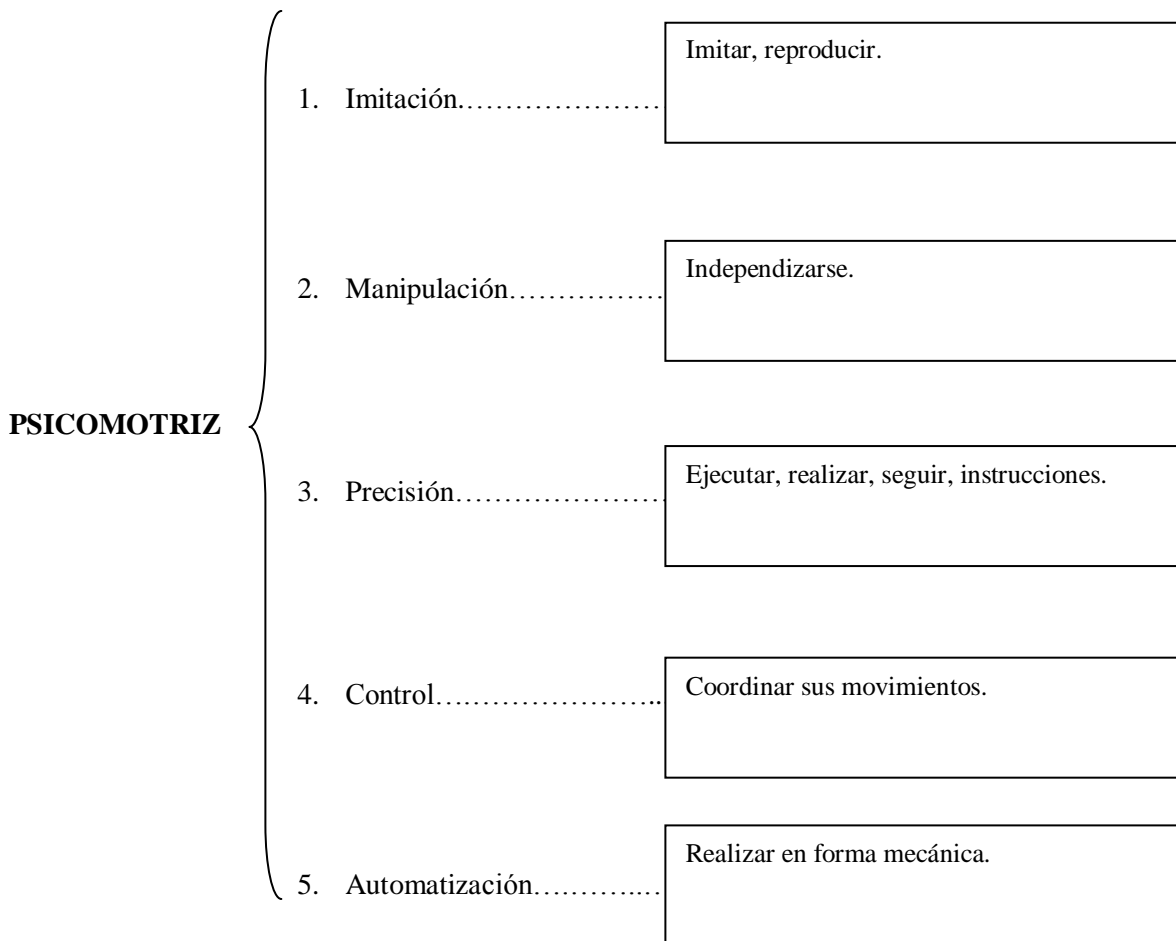 Imitar, reproducir.
1. Imitación.…………………
Independizarse.
2. Manipulación……………
PSICOMOTRIZ
Ejecutar, realizar, seguir, instrucciones.
3. Precisión…………………
Coordinar sus movimientos.
4. Control………………….
Realizar en forma mecánica.
5. Automatización………..…